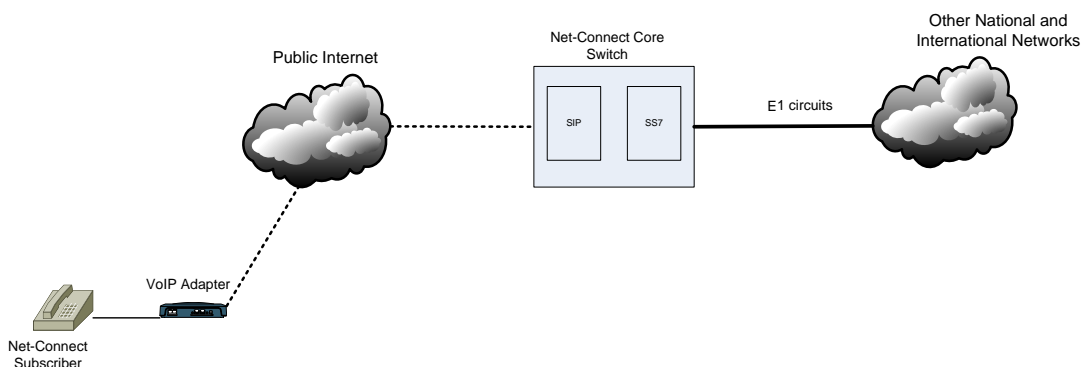 Other National and
International Networks
Net-Connect Core
Switch
Public Internet
E1 circuits
SIP
SS7
VoIP Adapter
Net-Connect
Subscriber